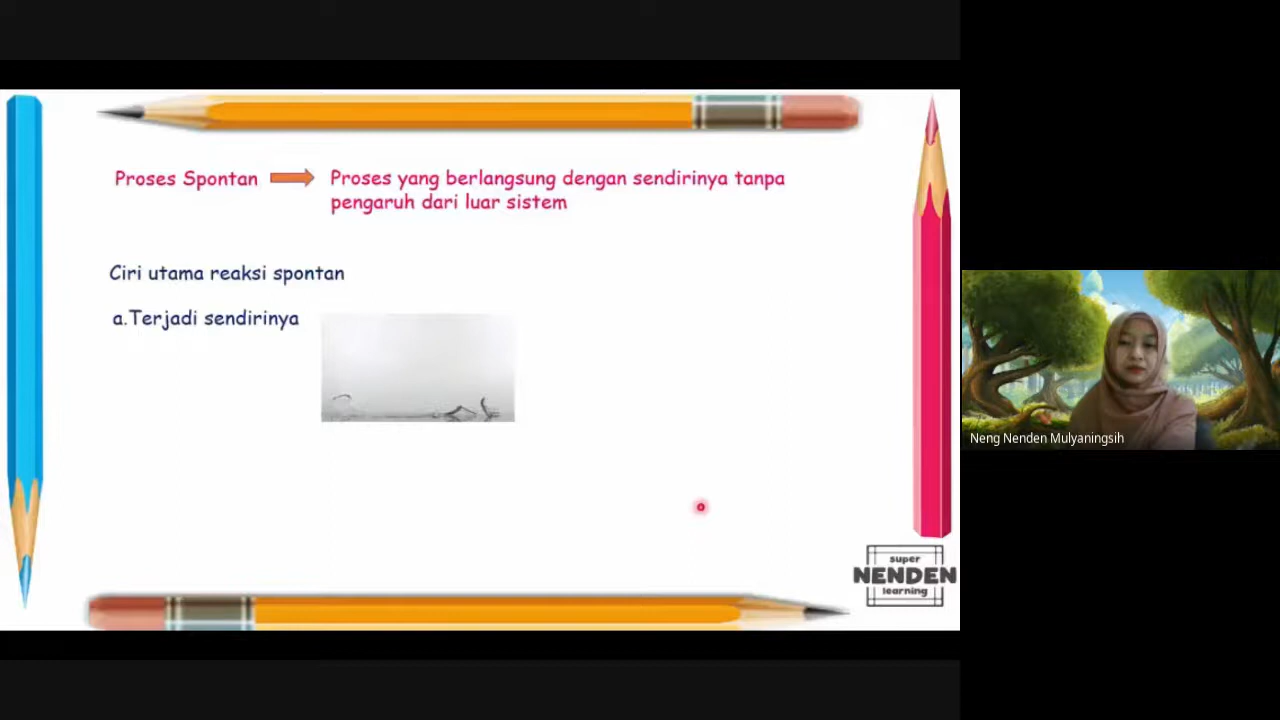 Proses Spontan
Proses yang berlangsung dengan sendirinya tanpa
pengaruh dari luar sistem
Ciri utama reaksi spontan
a.Terjadi sendirinya
super
NENDEN
learning
Neng Nenden Mulyaningsih